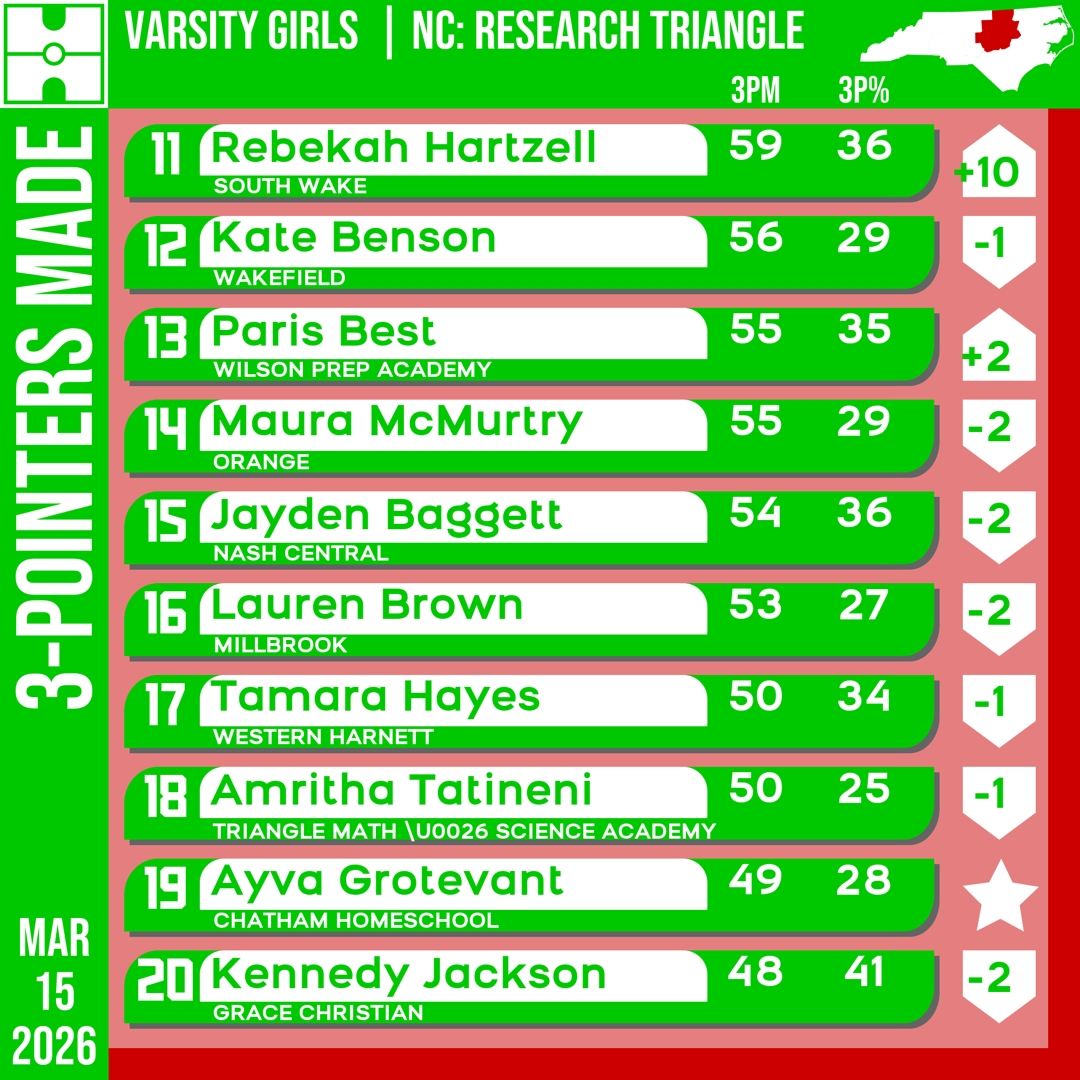 VARSITY GIRLS | NC: RESEARCH TRIANGLE
3PM 3P%
3-POINTERS MADE
11 Rebekah Hartzell 59 36 +10
SOUTH WAKE
12 Kate Benson 56 29 -1
WAKEFIELD
13 Paris Best 55 35 +2
WILSON PREP ACADEMY
14 Maura McMurtry 55 29 -2
ORANGE
15 Jayden Baggett 54 36 -2
NASH CENTRAL
16 Lauren Brown 53 27 -2
MILLBROOK
17 Tamara Hayes 50 34 -1
WESTERN HARNETT
18 Amritha Tatineni 50 25 -1
TRIANGLE MATH \U0026 SCIENCE ACADEMY
19 Ayva Grotevant 49 28
CHATHAM HOMESCHOOL
20 Kennedy Jackson 48 41 -2
GRACE CHRISTIAN
MAR
15
2026